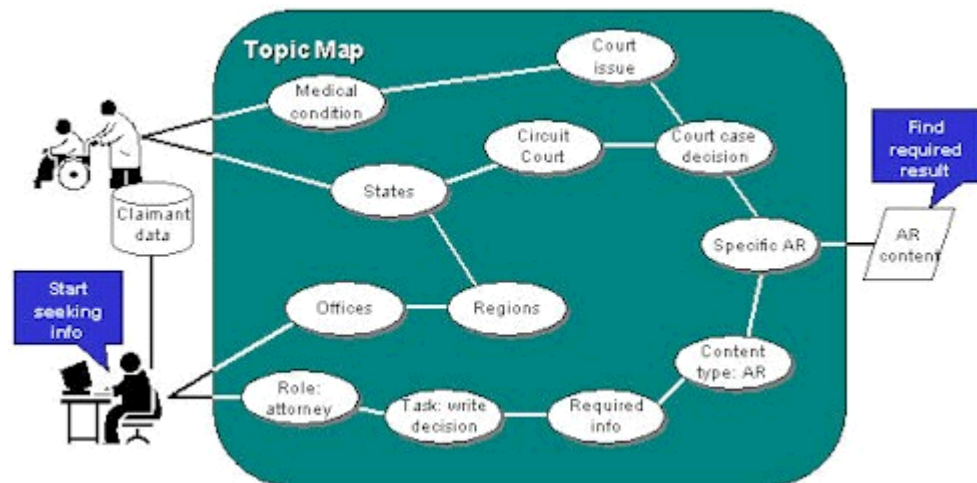 Topic Map
Court
issue
Medical
condition
Circuit
Court
Court case
decision
Find
required
result
States
Claimant
data
Specific AR
AR
content
Start
seeking
info
Offices
Regions
Content
type: AR
Role:
attorney
Task: write
decision
Required
info